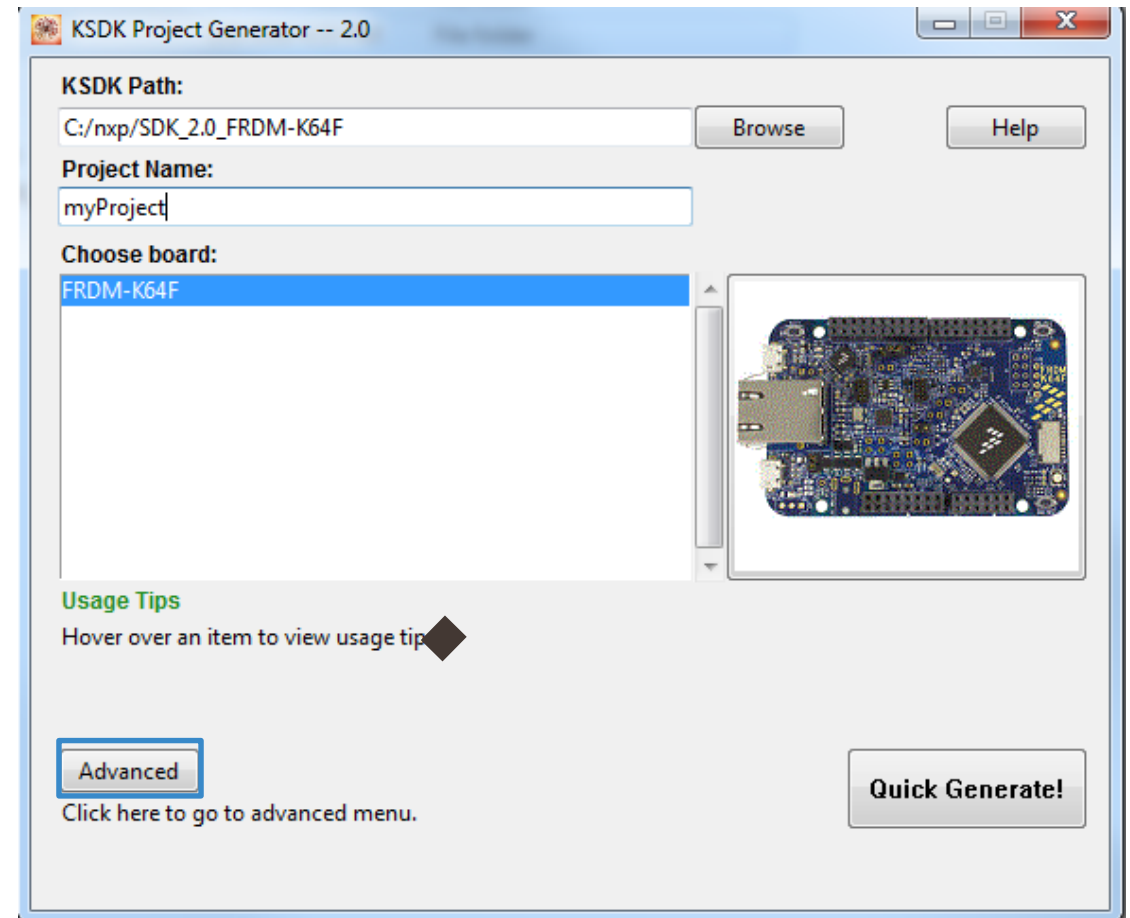 KSDK Project Generator -- 2.0
KSDK Path:
C:/nxp/SDK_2.0_FRDM-K64F
Browse
Help
Project Name:
myProject
Choose board:
FRDM-K64F
FRDM
K64F
Usage Tips
Hover over an item to view usage tip
Advanced
Quick Generate!
Click here to go to advanced menu.